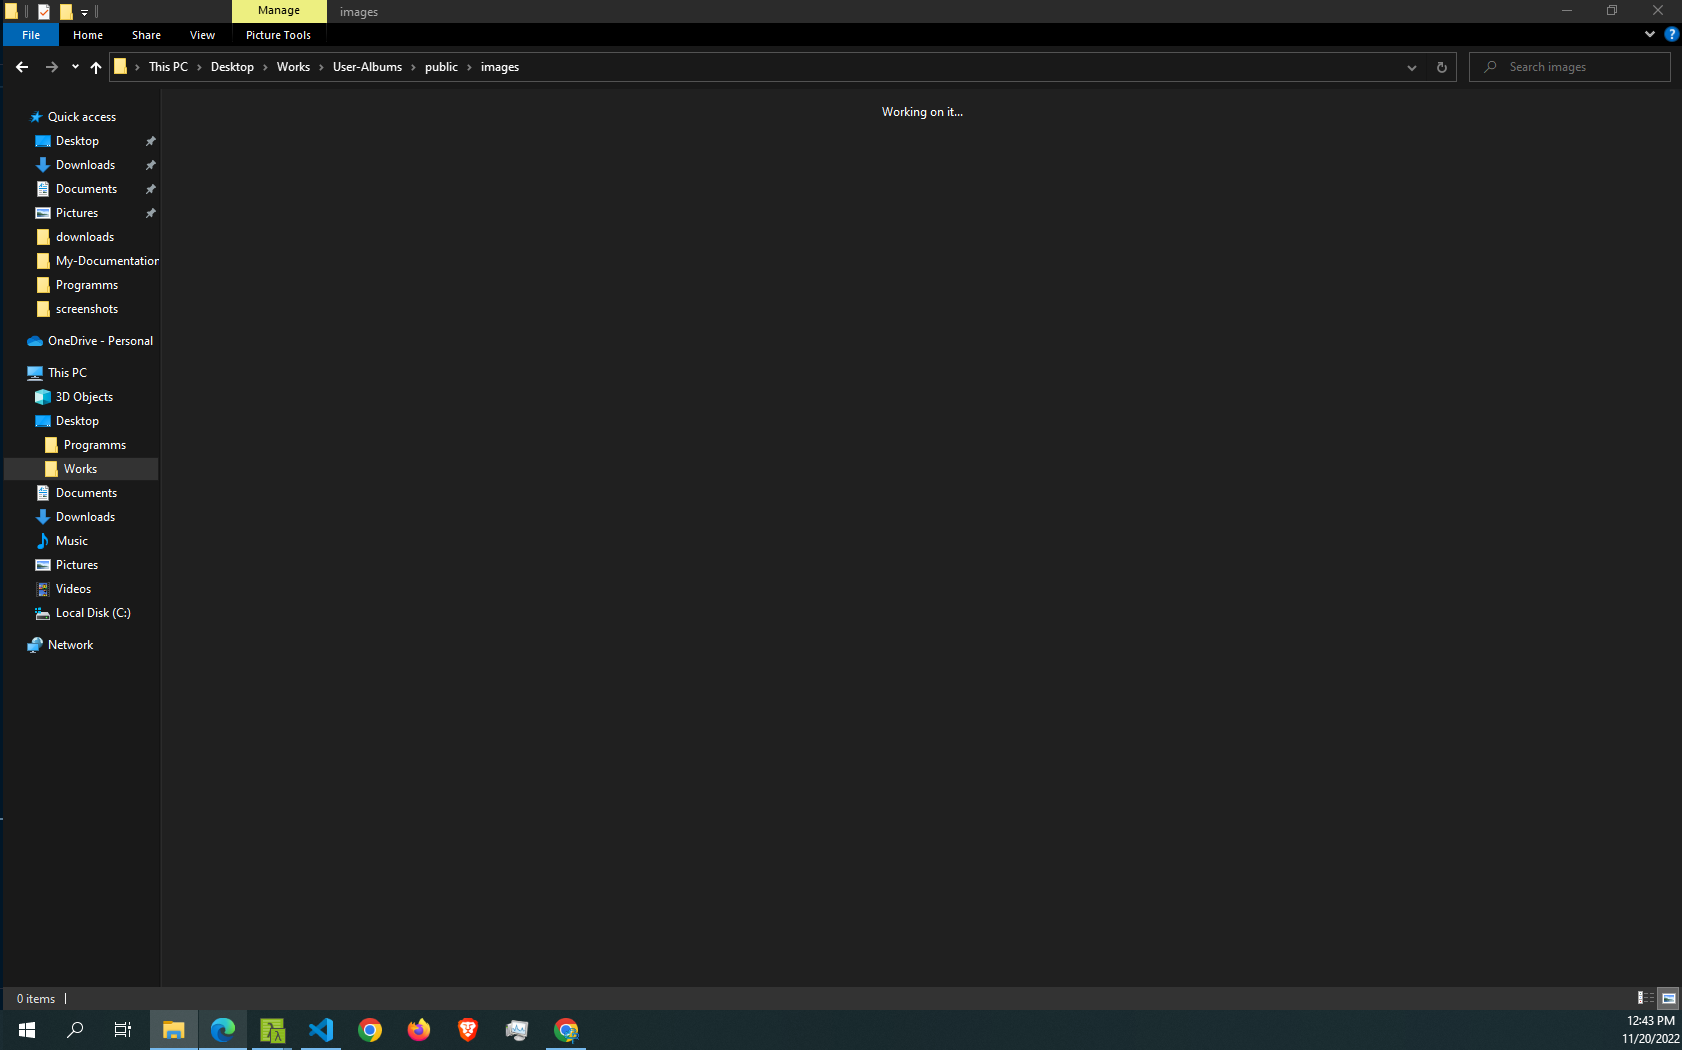 Manage
images
File
Home
Share
View
Picture Tools
This PC
Desktop
Works
User-Albums
public
images
Search images
Working on it...
Quick access
Desktop
Downloads
Documents
Pictures
downloads
My-Documentation
Programms
screenshots
OneDrive - Personal
This PC
3D Objects
Desktop
Programms
Works
Documents
Downloads
Music
Pictures
Videos
Local Disk (C:)
Network
0 items
12:43 PM
11/20/2022